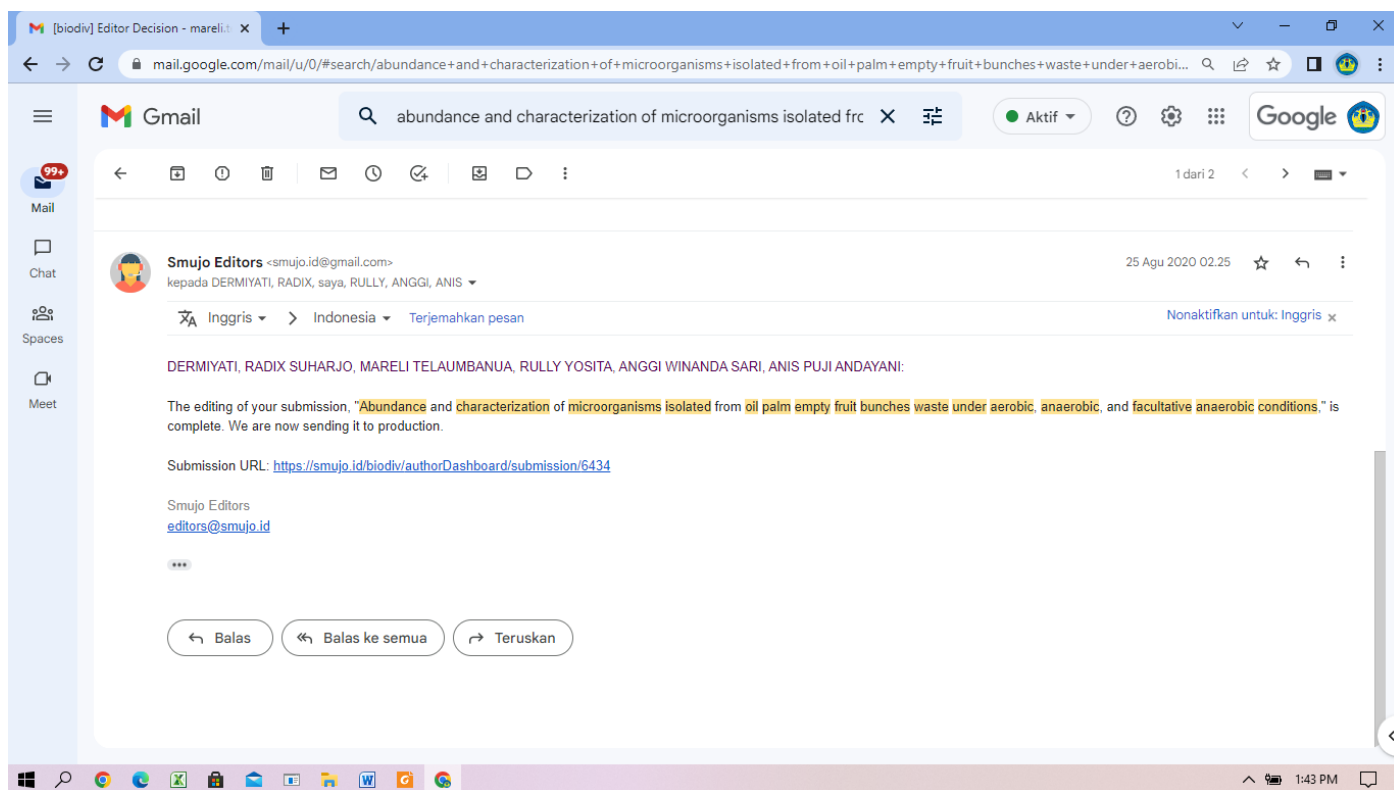 [biodiv] Editor Decision - mareli.t
mail.google.com/mail/u/0/#search/abundance+and+characterization+of+microorganisms+isolated+from+oil+palm+empty+fruit+bunches+waste+under+aerobi...
Gmail
abundance and characterization of microorganisms isolated frc
Aktif
Google
99+
Mail
Chat
Spaces
Meet
1 dari 2
Smujo Editors <smujo.id@gmail.com>
25 Agu 2020 02.25
kepada DERMIYATI, RADIX, saya, RULLY, ANGGI, ANIS
Inggris > Indonesia Terjemahkan pesan
Nonaktifkan untuk: Inggris x
DERMIYATI, RADIX SUHARJO, MARELI TELAUMBANUA, RULLY YOSITA, ANGGI WINANDA SARI, ANIS PUJI ANDAYANI:
The editing of your submission, "Abundance and characterization of microorganisms isolated from oil palm empty fruit bunches waste under aerobic, anaerobic, and facultative anaerobic conditions," is
complete. We are now sending it to production.
Submission URL: https://smujo.id/biodiv/authorDashboard/submission/6434
Smujo Editors
editors@smujo.id
Balas
Balas ke semua
Teruskan
1:43 PM